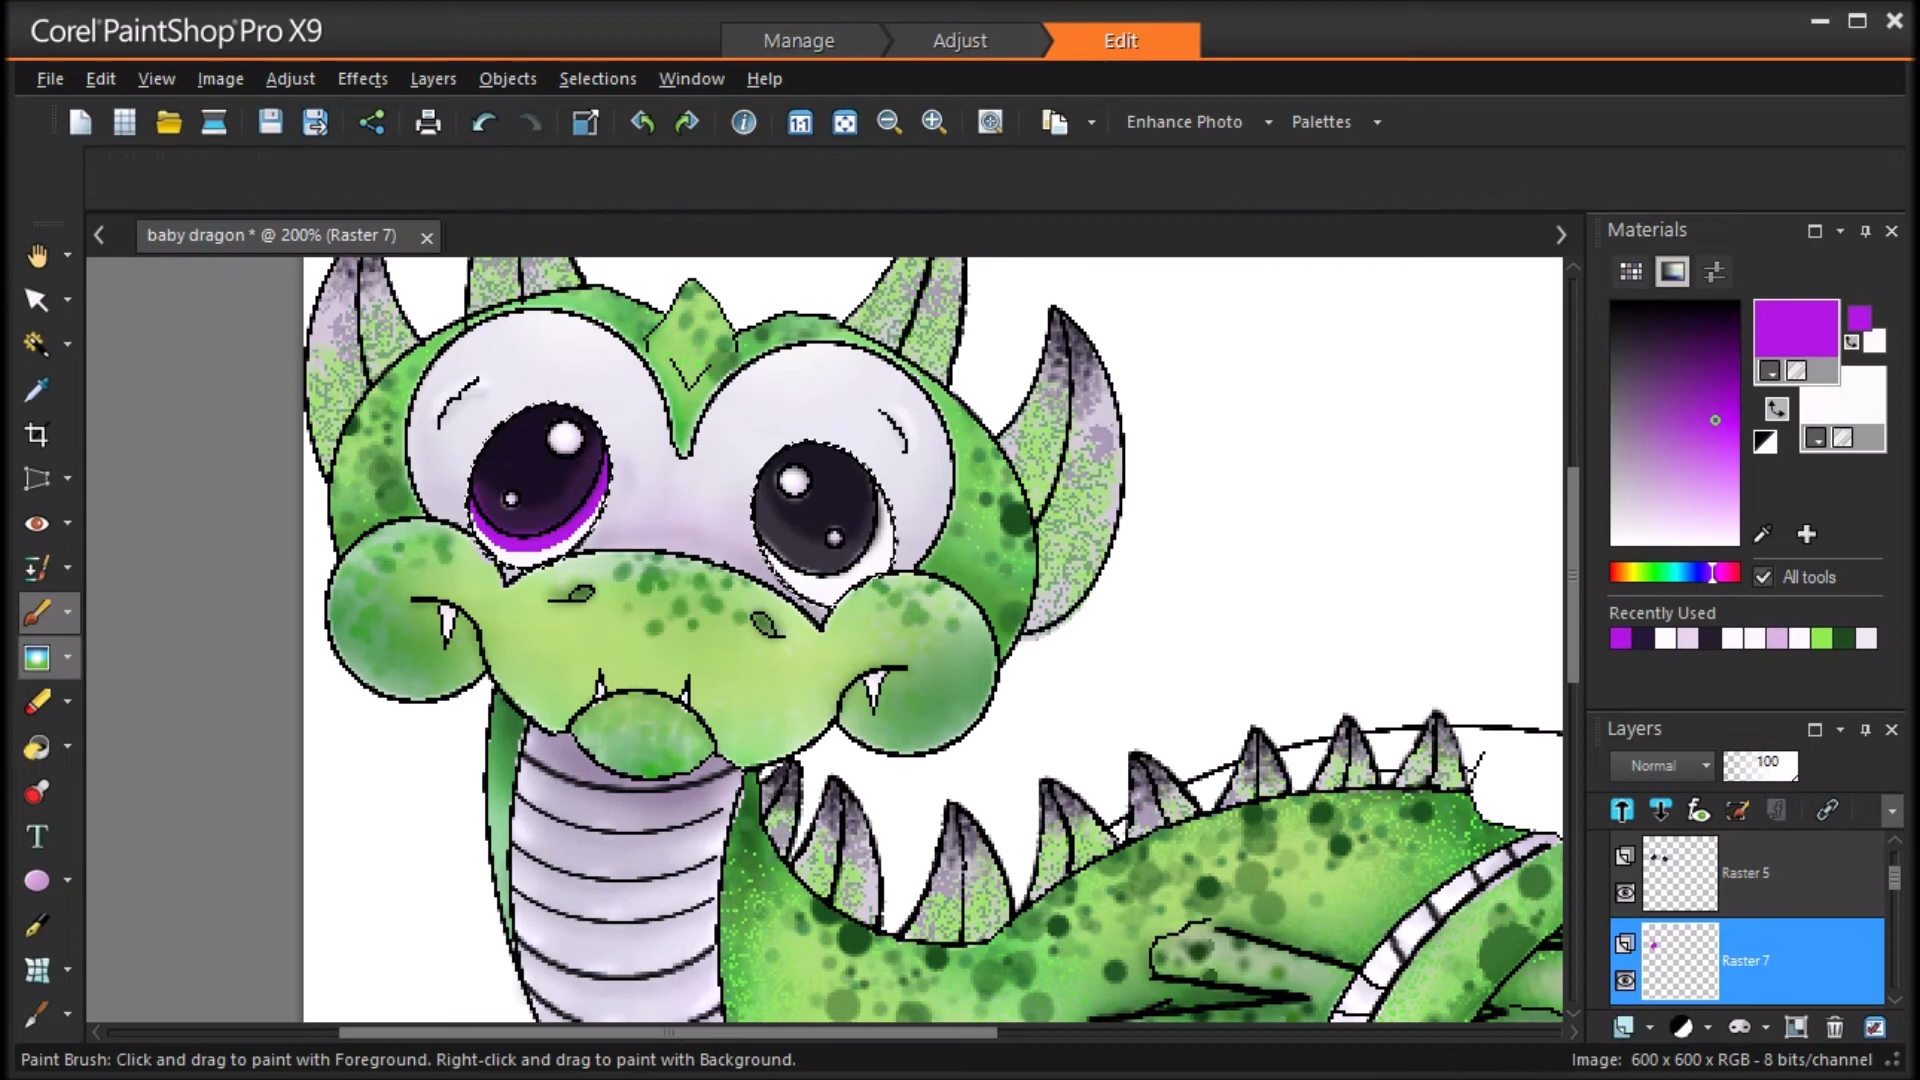 Corel PaintShop Pro X9
Manage Adjust Edit
File Edit View Image Adjust Effects Layers Objects Selections Window Help
1:1 Enhance Photo Palettes
baby dragon * @ 200% (Raster 7)
Materials
All tools
Recently Used
Layers
Normal 100
Raster 5
Raster 7
Paint Brush: Click and drag to paint with Foreground. Right-click and drag to paint with Background.
Image: 600 x 600 x RGB - 8 bits/channel